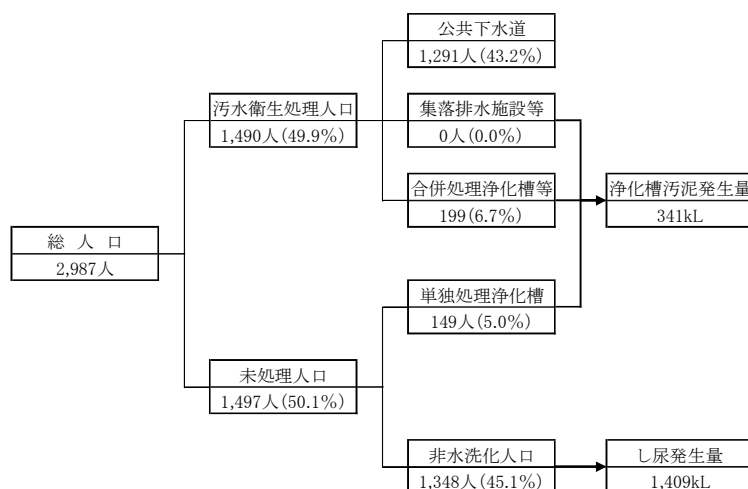 公共下水道
1,291人(43.2%)
汚水衛生処理人口
1,490人(49.9%)
集落排水施設等
0人(0.0%)
合併処理浄化槽等
199(6.7%)
浄化槽汚泥発生量
341kL
総 人 口
2,987人
単独処理浄化槽
149人(5.0%)
未処理人口
1,497人(50.1%)
非水洗化人口
1,348人(45.1%)
し尿発生量
1,409kL